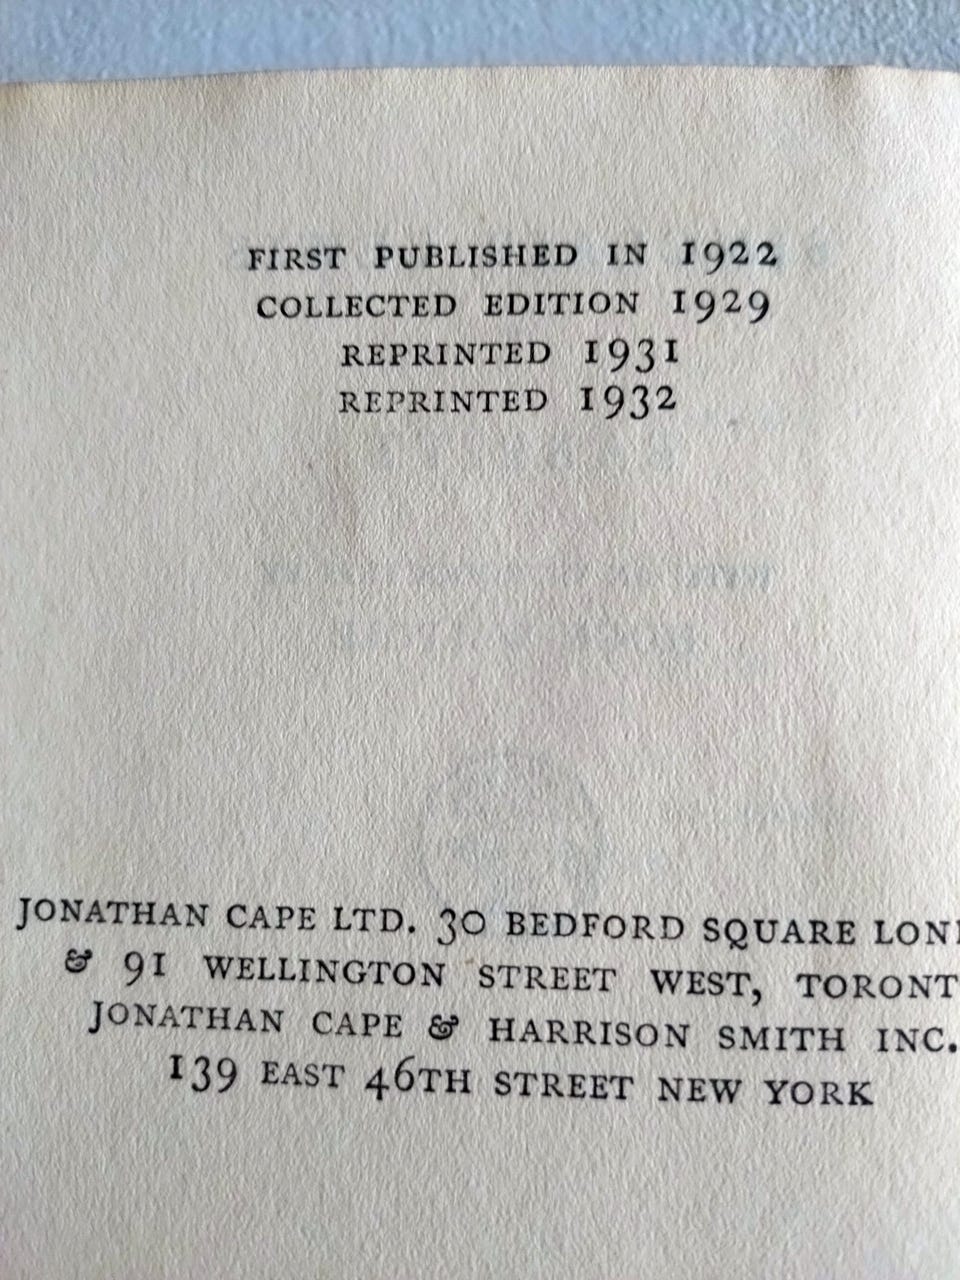 FIRST PUBLISHED IN 1922
COLLECTED EDITION 1929
REPRINTED 1931
REPRINTED 1932
JONATHAN CAPE LTD. 30 BEDFORD SQUARE
& 91 WELLINGTON STREET WEST,
JONATHAN CAPE & HARRISON SMITH INC.
139 EAST 46TH STREET NEW YORK